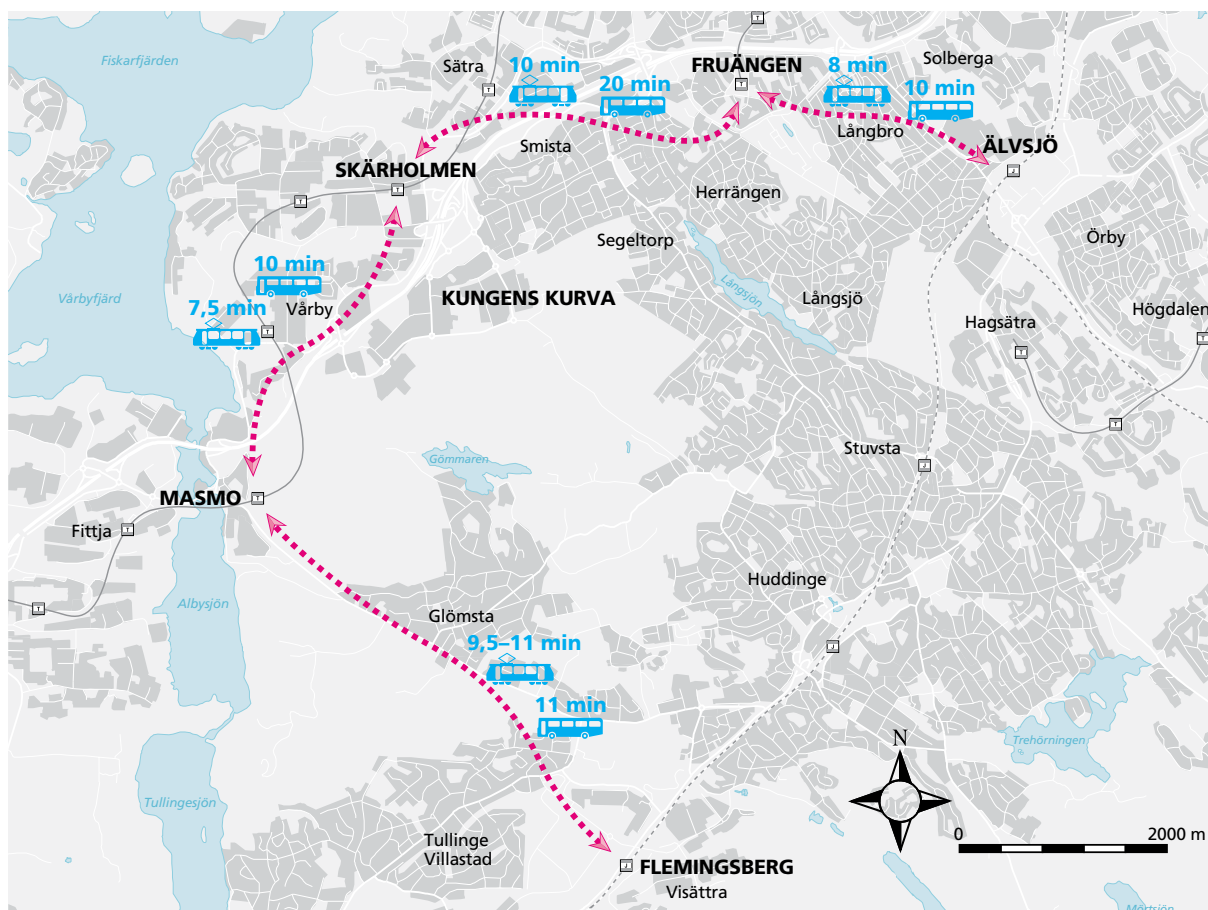 Fiskarfjärden
Sätra
10 min
20 min
FRUÄNGEN
8 min
10 min
Solberga
Långbro
ÄLVSJÖ
Smista
SKÄRHOLMEN
Herrängen
Segeltorp
Örby
Långsjön
Långsjö
Vårbyfjärd
10 min
7,5 min
Vårby
KUNGENS KURVA
Hagsätra
Högdalen
Stuvsta
Gömmaren
MASMO
Fittja
Huddinge
Albysjön
Glömsta
9,5–11 min
11 min
Trehörningen
N
Tullingesjön
0
2000 m
Tullinge
Villastad
FLEMINGSBERG
Visättra
Mörtsjön
T
T
T
T
T
T
T
T
T
T
T
J
J
J
J